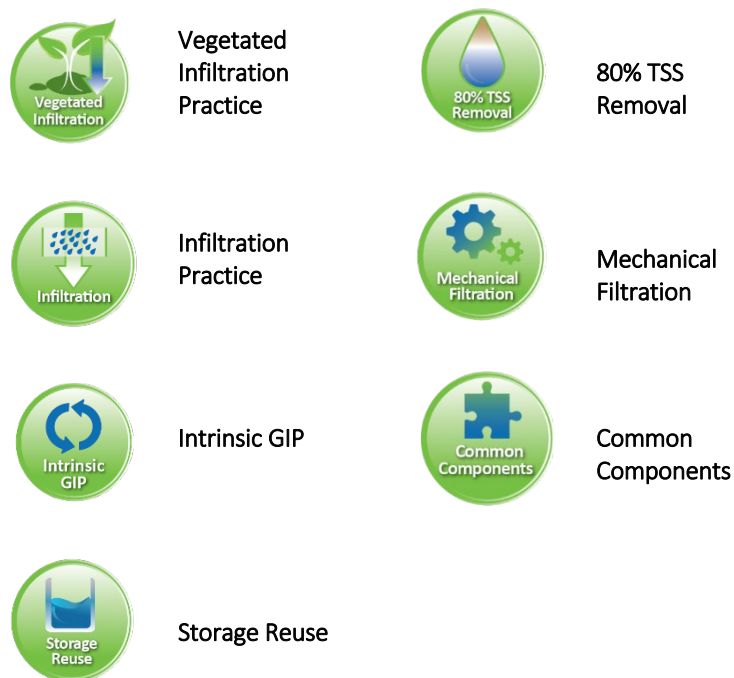 Vegetated
Infiltration
Vegetated
Infiltration
Practice
80% TSS
Removal
80% TSS
Removal
Infiltration
Infiltration
Practice
Mechanical
Filtration
Mechanical
Filtration
Intrinsic
GIP
Intrinsic GIP
Common
Components
Common
Components
Storage
Reuse
Storage Reuse